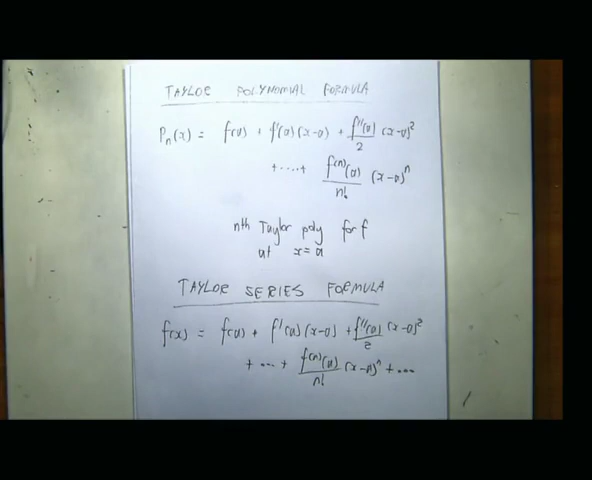 TAYLOR POLYNOMIAL FORMULA
Pn(x) = f(a) + f'(a) (x-a) + f''(a)/2 (x-a)²
+ ..... + f⁽ⁿ⁾(a)/n! (x-a)ⁿ
nth Taylor poly for f
at x = a
TAYLOR SERIES FORMULA
f(x) = f(a) + f'(a) (x-a) + f''(a)/2 (x-a)²
+ ... + f⁽ⁿ⁾(a)/n! (x-a)ⁿ + ...